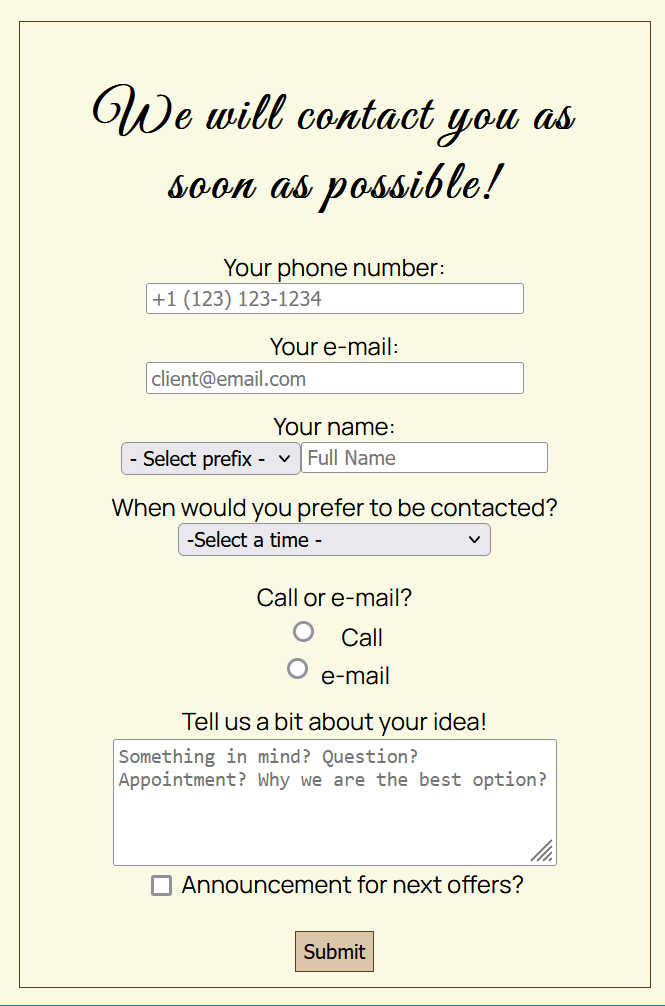 We will contact you as
soon as possible!
Your phone number:
+1 (123) 123-1234
Your e-mail:
client@email.com
Your name:
- Select prefix - Full Name
When would you prefer to be contacted?
-Select a time -
Call or e-mail?
Call
e-mail
Tell us a bit about your idea!
Something in mind? Question?
Appointment? Why we are the best option?
Announcement for next offers?
Submit